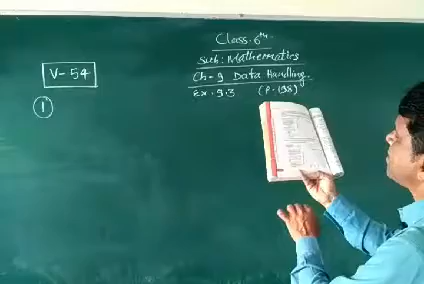 Class. 6th
Sub: Mathematics
V- 54
Ch- 9 Data Handling.
Ex. 9.3 (P. 198)
1